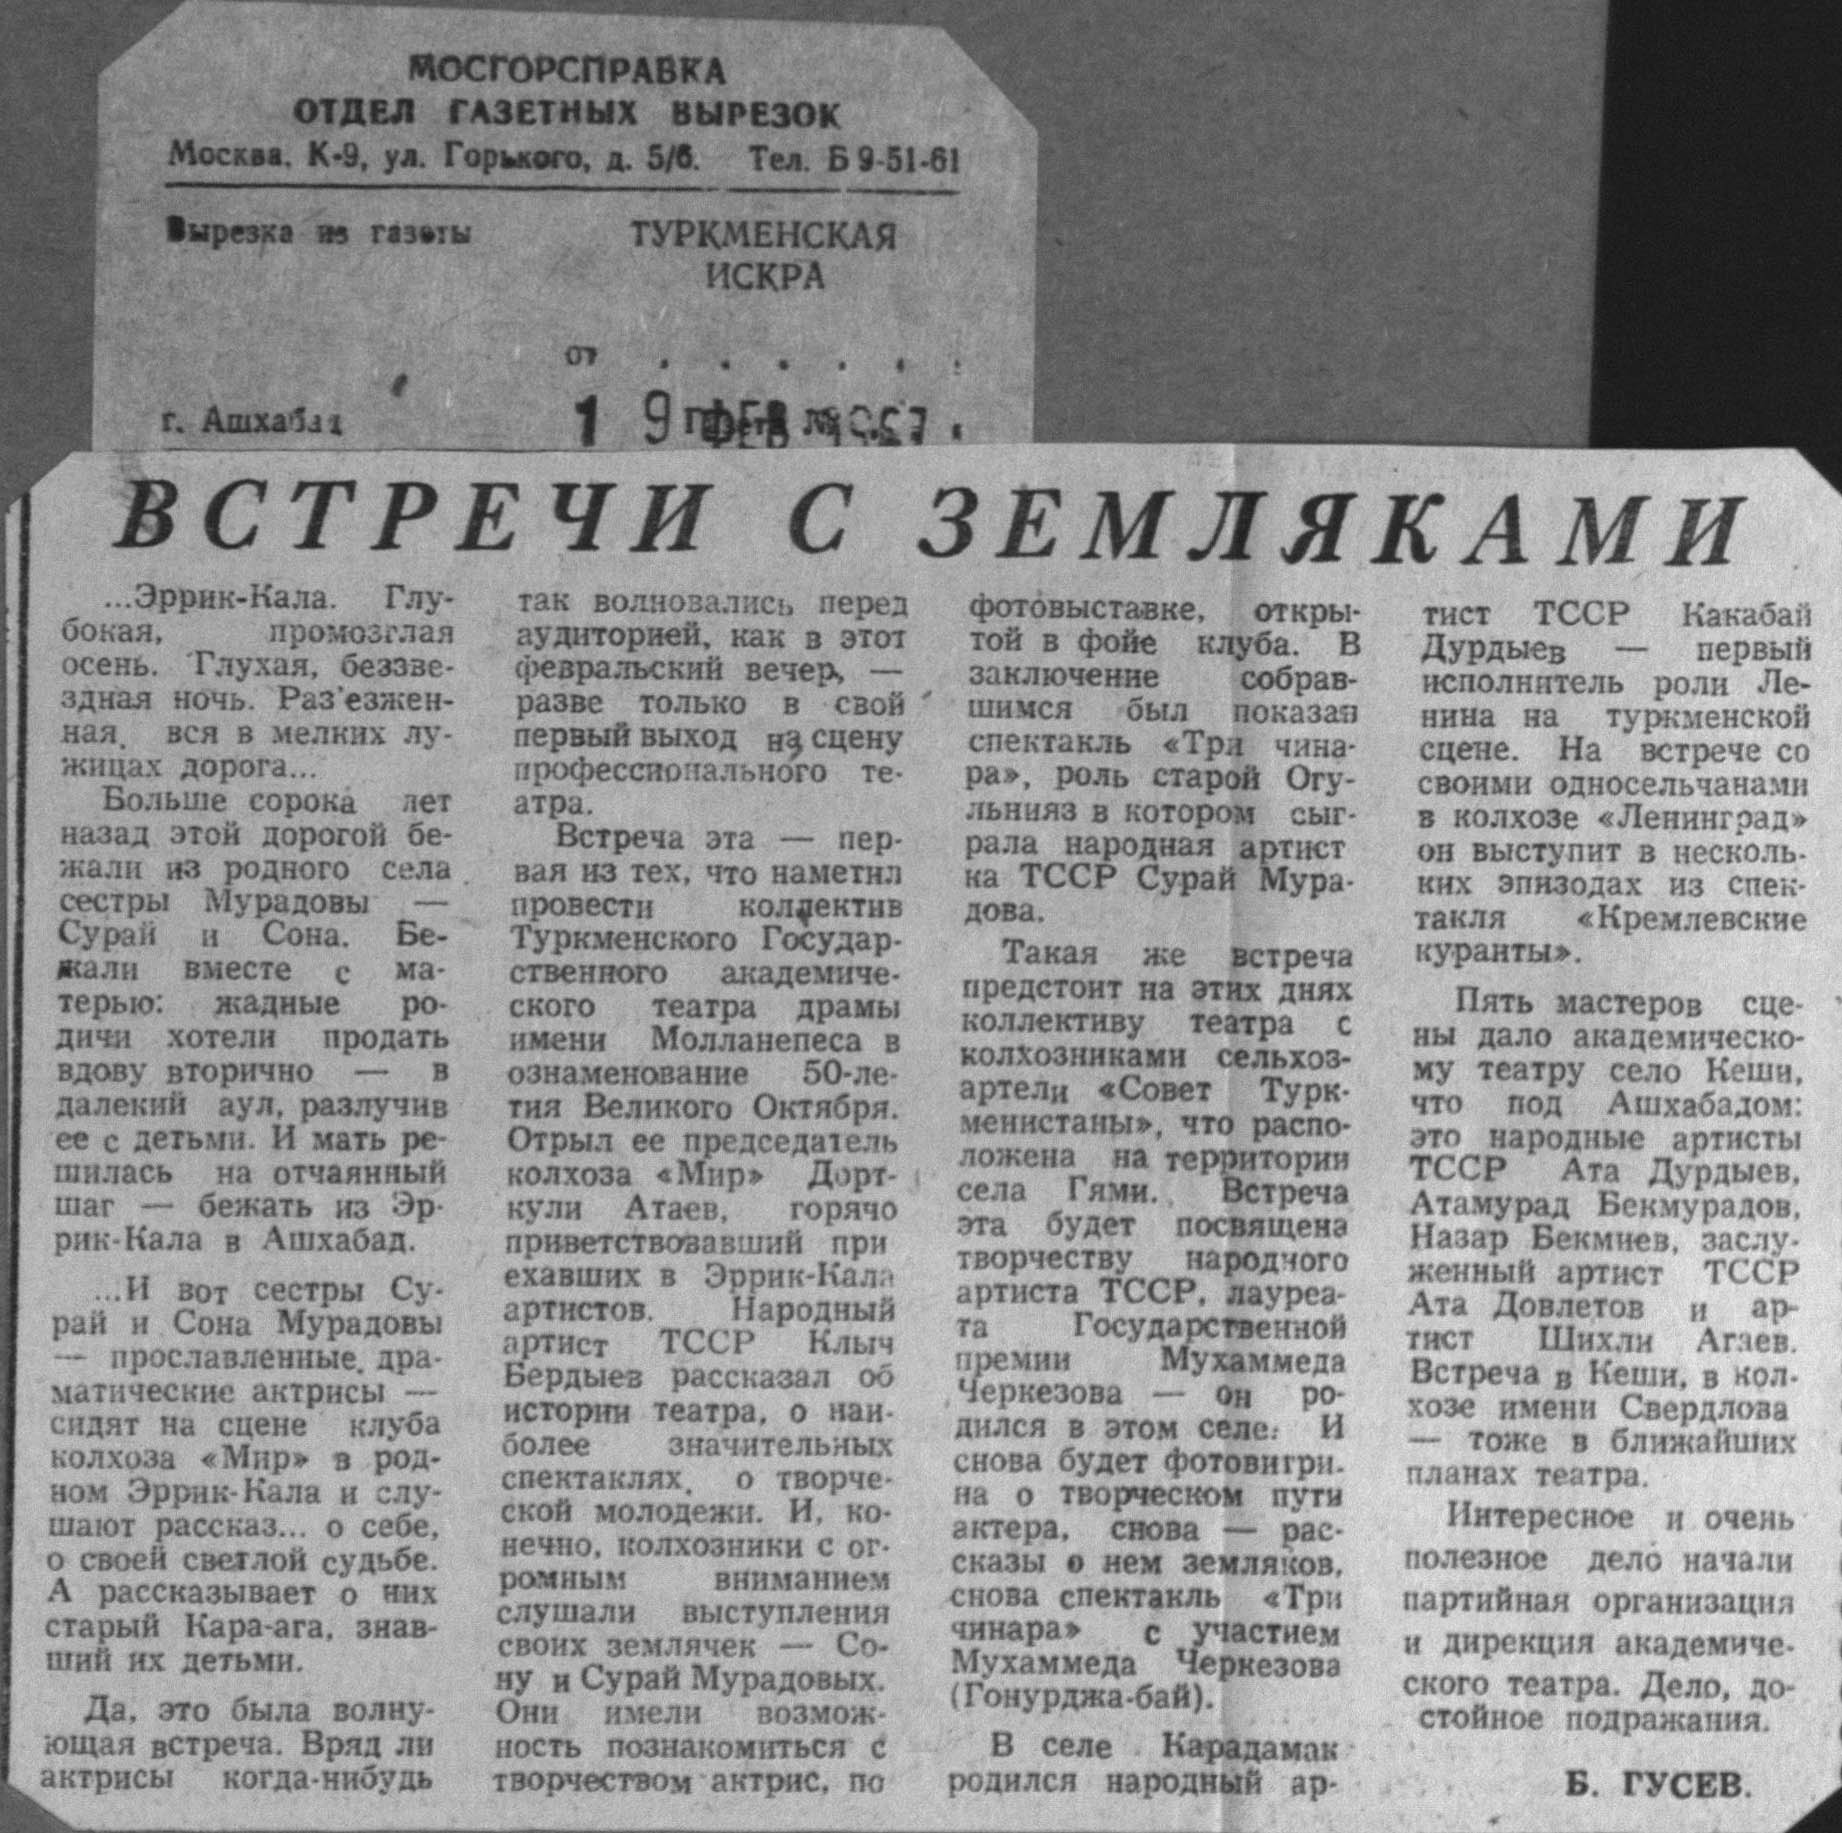 МОСГОРСПРАВКА
ОТДЕЛ ГАЗЕТНЫХ ВЫРЕЗОК
Москва, К-9, ул. Горького, д. 5/6. Тел. Б 9-51-61
Вырезка из газеты
ТУРКМЕНСКАЯ
ИСКРА
от . . . . . .
г. Ашхабад
19 ФЕВ 1967
ВСТРЕЧИ С ЗЕМЛЯКАМИ
...Эррик-Кала. Глу-
бокая, промозглая
осень. Глухая, беззве-
здная ночь. Раз'езжен-
ная, вся в мелких лу-
жицах дорога...
Больше сорока лет
назад этой дорогой бе-
жали из родного села
сестры Мурадовы —
Сурай и Сона. Бе-
жали вместе с ма-
терью: жадные ро-
дичи хотели продать
вдову вторично — в
далекий аул, разлучив
ее с детьми. И мать ре-
шилась на отчаянный
шаг — бежать из Эр-
рик-Кала в Ашхабад.
...И вот сестры Су-
рай и Сона Мурадовы
— прославленные дра-
матические актрисы —
сидят на сцене клуба
колхоза «Мир» в род-
ном Эррик-Кала и слу-
шают рассказ... о себе,
о своей светлой судьбе.
А рассказывает о них
старый Кара-ага, знав-
ший их детьми.
Да, это была волну-
ющая встреча. Вряд ли
актрисы когда-нибудь
так волновались перед
аудиторией, как в этот
февральский вечер, —
разве только в свой
первый выход на сцену
профессионального те-
атра.
Встреча эта — пер-
вая из тех, что наметил
провести коллектив
Туркменского Государ-
ственного академиче-
ского театра драмы
имени Молланепеса в
ознаменование 50-ле-
тия Великого Октября.
Отрыл ее председатель
колхоза «Мир» Дорт-
кули Атаев, горячо
приветствовавший при
ехавших в Эррик-Кала
артистов. Народный
артист ТССР Клыч
Бердыев рассказал об
истории театра, о наи-
более значительных
спектаклях, о творче-
ской молодежи. И, ко-
нечно, колхозники с ог-
ромным вниманием
слушали выступления
своих землячек — Со-
ну и Сурай Мурадовых.
Они имели возмож-
ность познакомиться с
творчеством актрис, по
фотовыставке, откры-
той в фойе клуба. В
заключение собрав-
шимся был показан
спектакль «Три чина-
ра», роль старой Огу-
льнияз в котором сыг-
рала народная артист
ка ТССР Сурай Мура-
дова.
Такая же встреча
предстоит на этих днях
коллективу театра с
колхозниками сельхоз-
артели «Совет Турк-
менистаны», что распо-
ложена на территории
села Гями. Встреча
эта будет посвящена
творчеству народного
артиста ТССР, лауреа-
та Государственной
премии Мухаммеда
Черкезова — он ро-
дился в этом селе. И
снова будет фотовитри-
на о творческом пути
актера, снова — рас-
сказы о нем земляков,
снова спектакль «Три
чинара» с участием
Мухаммеда Черкезова
(Гонурджа-бай).
В селе Карадамак
родился народный ар-
тист ТССР Какабай
Дурдыев — первый
исполнитель роли Ле-
нина на туркменской
сцене. На встрече со
своими односельчанами
в колхозе «Ленинград»
он выступит в несколь-
ких эпизодах из спек-
такля «Кремлевские
куранты».
Пять мастеров сце-
ны дало академическо-
му театру село Кеши,
что под Ашхабадом:
это народные артисты
ТССР Ата Дурдыев,
Атамурад Бекмурадов,
Назар Бекмиев, заслу-
женный артист ТССР
Ата Довлетов и ар-
тист Шихли Агаев.
Встреча в Кеши, в кол-
хозе имени Свердлова
— тоже в ближайших
планах театра.
Интересное и очень
полезное дело начали
партийная организация
и дирекция академиче-
ского театра. Дело, до-
стойное подражания.
Б. ГУСЕВ.